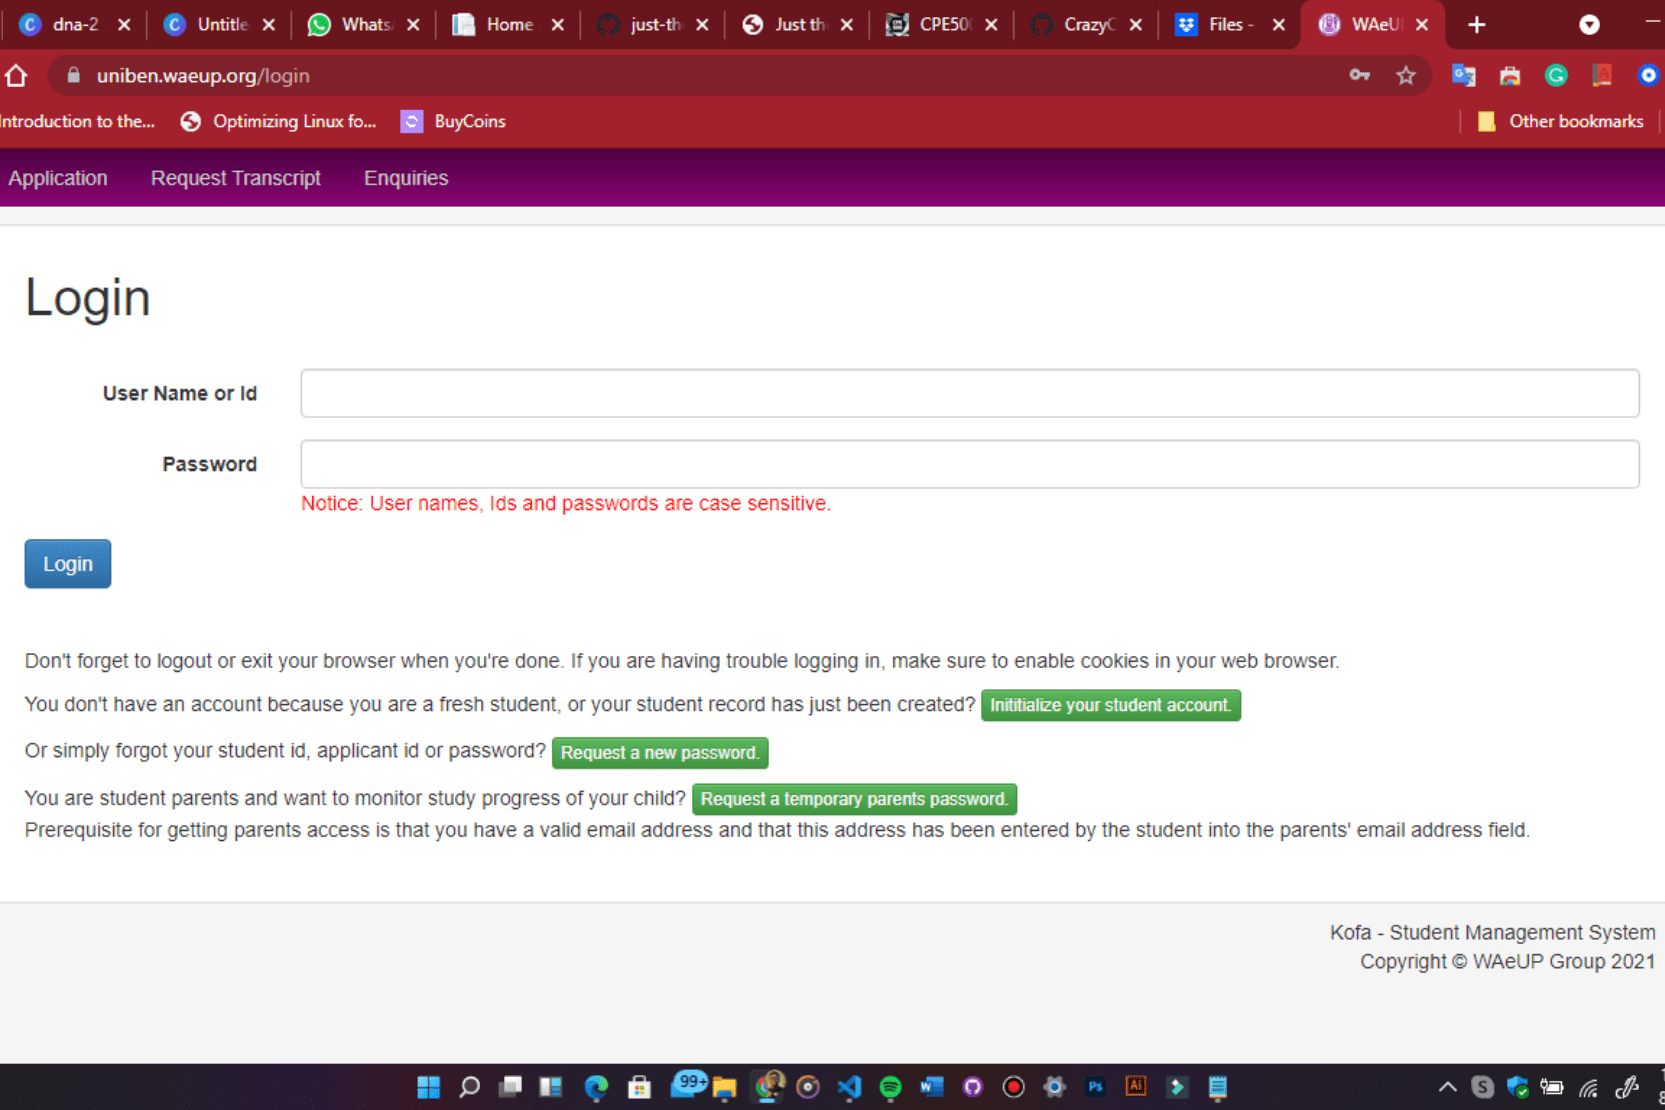 dna-2
Untitle
Whats
Home
just-th
Just th
CPE50
CrazyC
Files -
WAeU
uniben.waeup.org/login
Introduction to the...
Optimizing Linux fo...
BuyCoins
Other bookmarks
Application
Request Transcript
Enquiries
Login
User Name or Id
Password
Notice: User names, Ids and passwords are case sensitive.
Login
Don't forget to logout or exit your browser when you're done. If you are having trouble logging in, make sure to enable cookies in your web browser.
You don't have an account because you are a fresh student, or your student record has just been created? Inititialize your student account.
Or simply forgot your student id, applicant id or password? Request a new password.
You are student parents and want to monitor study progress of your child? Request a temporary parents password.
Prerequisite for getting parents access is that you have a valid email address and that this address has been entered by the student into the parents' email address field.
Kofa - Student Management System
Copyright © WAeUP Group 2021
99+